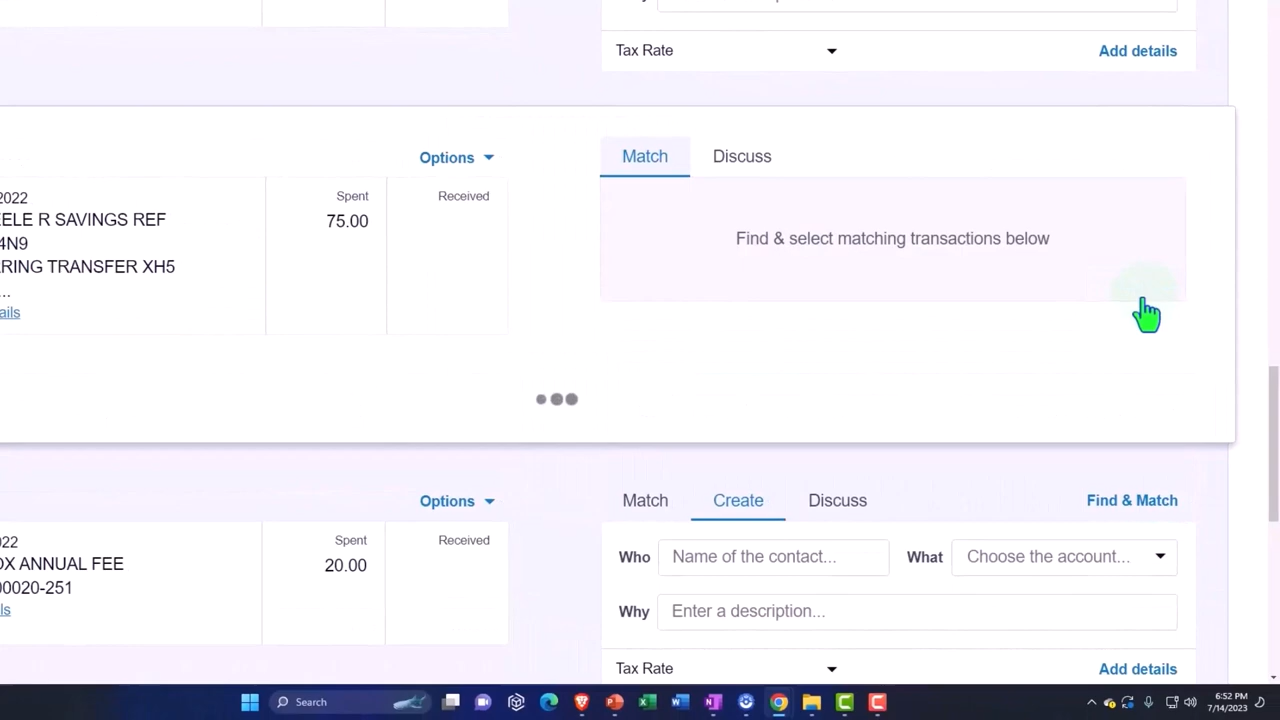 Tax Rate
Add details
Options
Match
Discuss
2022
Spent
Received
EELE R SAVINGS REF
75.00
4N9
Find & select matching transactions below
RRING TRANSFER XH5
...
ails
Options
Match
Create
Discuss
Find & Match
022
Spent
Received
Who
Name of the contact...
What
Choose the account...
OX ANNUAL FEE
20.00
00020-251
ls
Why
Enter a description...
Tax Rate
Add details
Search
6:52 PM
7/14/2023